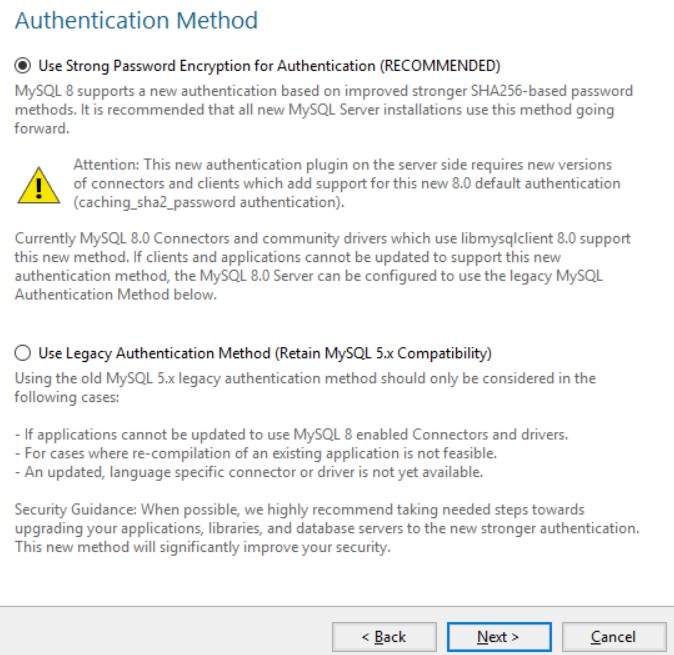 Authentication Method
Use Strong Password Encryption for Authentication (RECOMMENDED)
MySQL 8 supports a new authentication based on improved stronger SHA256-based password
methods. It is recommended that all new MySQL Server installations use this method going
forward.
Attention: This new authentication plugin on the server side requires new versions
of connectors and clients which add support for this new 8.0 default authentication
(caching_sha2_password authentication).
Currently MySQL 8.0 Connectors and community drivers which use libmysqlclient 8.0 support
this new method. If clients and applications cannot be updated to support this new
authentication method, the MySQL 8.0 Server can be configured to use the legacy MySQL
Authentication Method below.
Use Legacy Authentication Method (Retain MySQL 5.x Compatibility)
Using the old MySQL 5.x legacy authentication method should only be considered in the
following cases:
- If applications cannot be updated to use MySQL 8 enabled Connectors and drivers.
- For cases where re-compilation of an existing application is not feasible.
- An updated, language specific connector or driver is not yet available.
Security Guidance: When possible, we highly recommend taking needed steps towards
upgrading your applications, libraries, and database servers to the new stronger authentication.
This new method will significantly improve your security.
< Back Next > Cancel